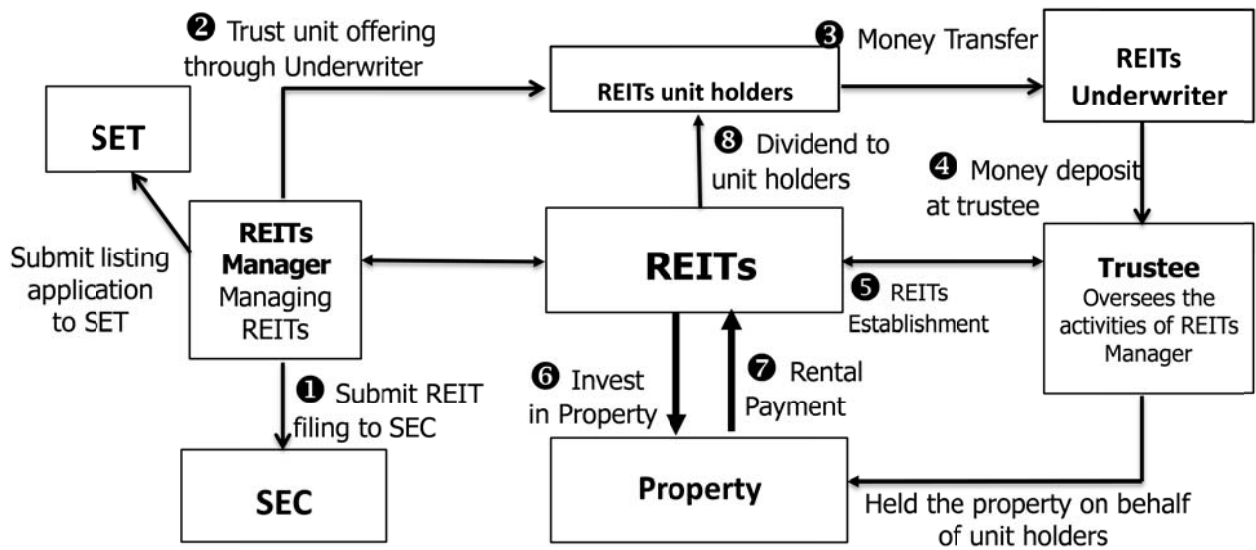 ❷ Trust unit offering
through Underwriter
❸ Money Transfer
REITs unit holders
REITs
Underwriter
SET
❽ Dividend to
unit holders
❹ Money deposit
at trustee
Submit listing
application
to SET
REITs
Manager
Managing
REITs
REITs
❺ REITs
Establishment
Trustee
Oversees the
activities of REITs
Manager
❶ Submit REIT
filing to SEC
❻ Invest
in Property
❼ Rental
Payment
SEC
Property
Held the property on behalf
of unit holders